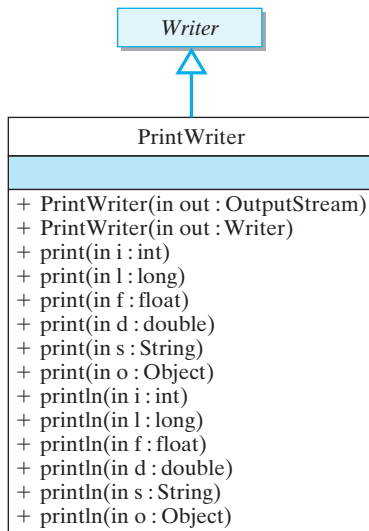 Writer
PrintWriter
+ PrintWriter(in out : OutputStream)
+ PrintWriter(in out : Writer)
+ print(in i : int)
+ print(in l : long)
+ print(in f : float)
+ print(in d : double)
+ print(in s : String)
+ print(in o : Object)
+ println(in i : int)
+ println(in l : long)
+ println(in f : float)
+ println(in d : double)
+ println(in s : String)
+ println(in o : Object)